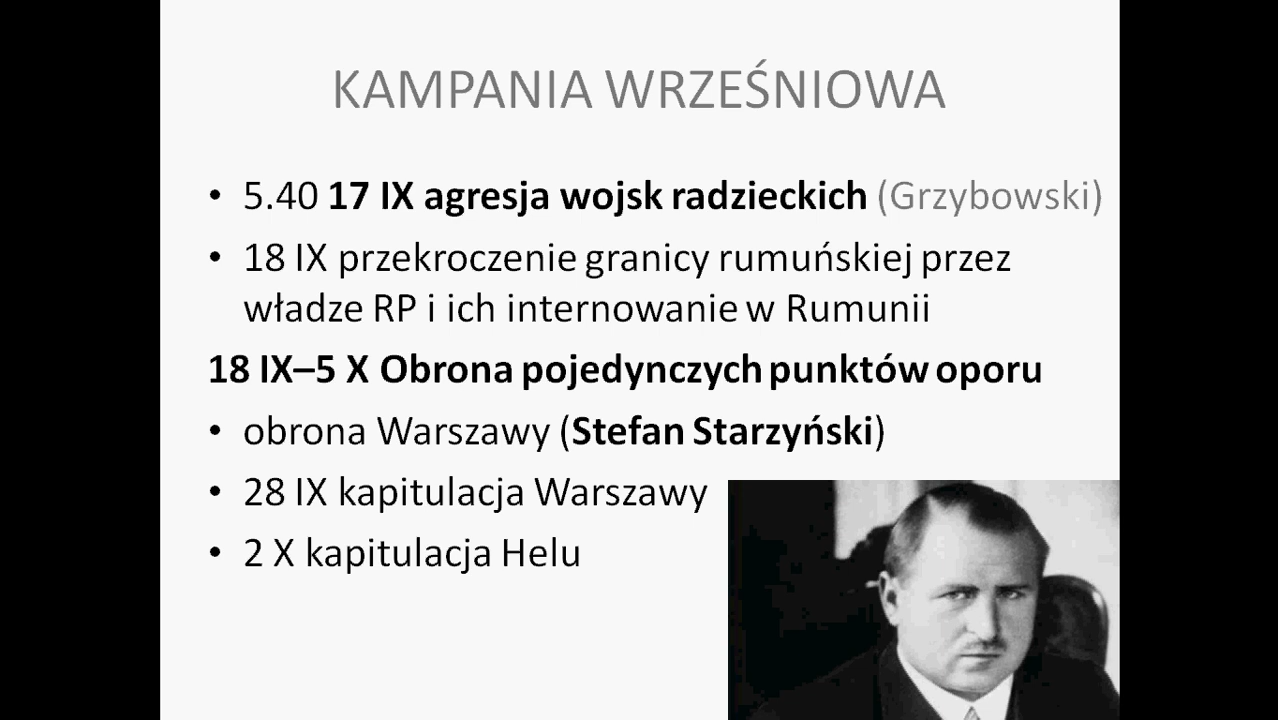 KAMPANIA WRZEŚNIOWA
• 5.40 17 IX agresja wojsk radzieckich (Grzybowski)
• 18 IX przekroczenie granicy rumuńskiej przez
władze RP i ich internowanie w Rumunii
18 IX–5 X Obrona pojedynczych punktów oporu
• obrona Warszawy (Stefan Starzyński)
• 28 IX kapitulacja Warszawy
• 2 X kapitulacja Helu